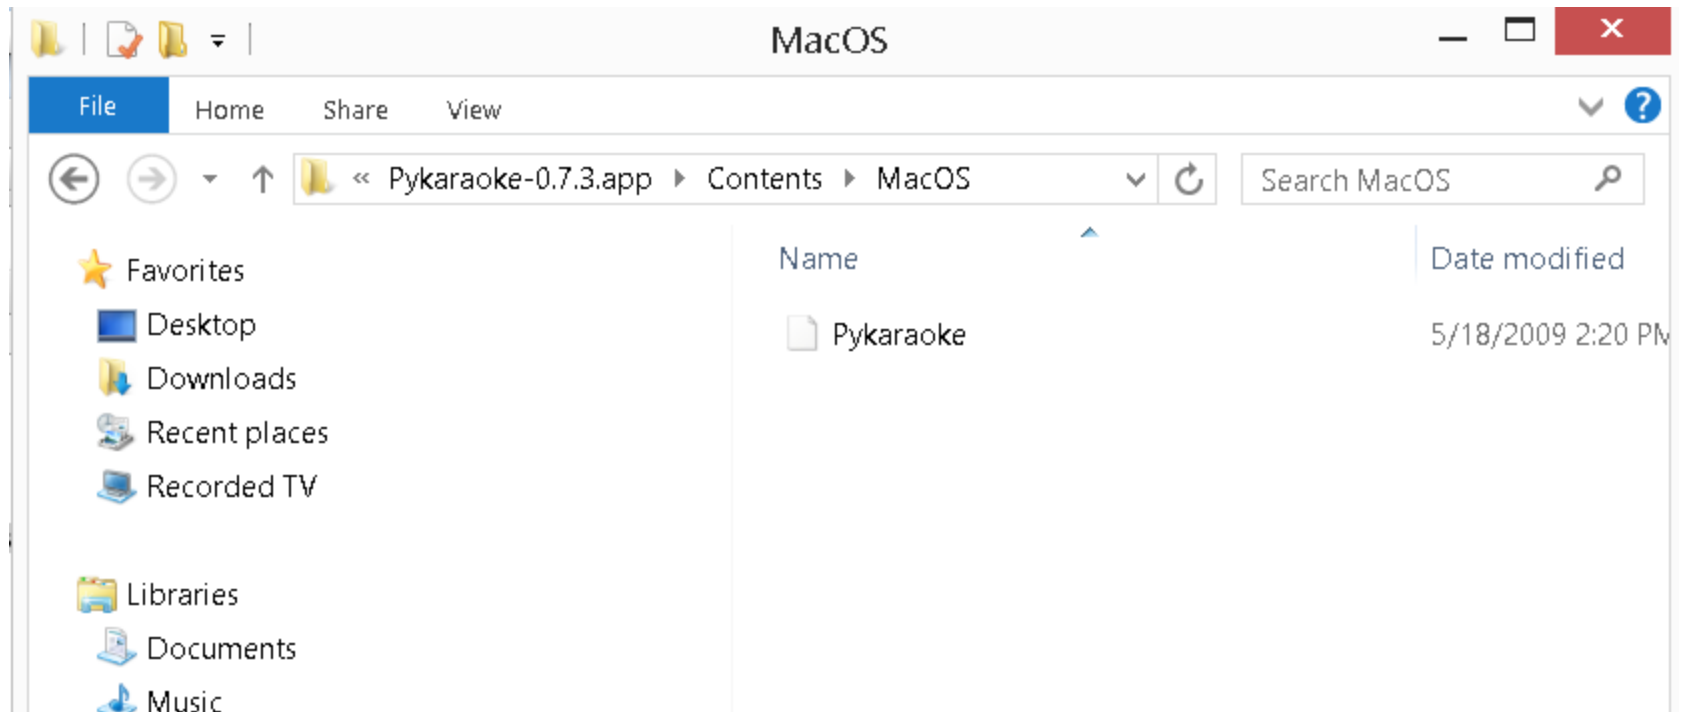 MacOS
File Home Share View
« Pykaraoke-0.7.3.app Contents MacOS Search MacOS
Name Date modified
Favorites
Desktop
Downloads
Recent places
Recorded TV
Libraries
Documents
Music
Pykaraoke 5/18/2009 2:20 PM